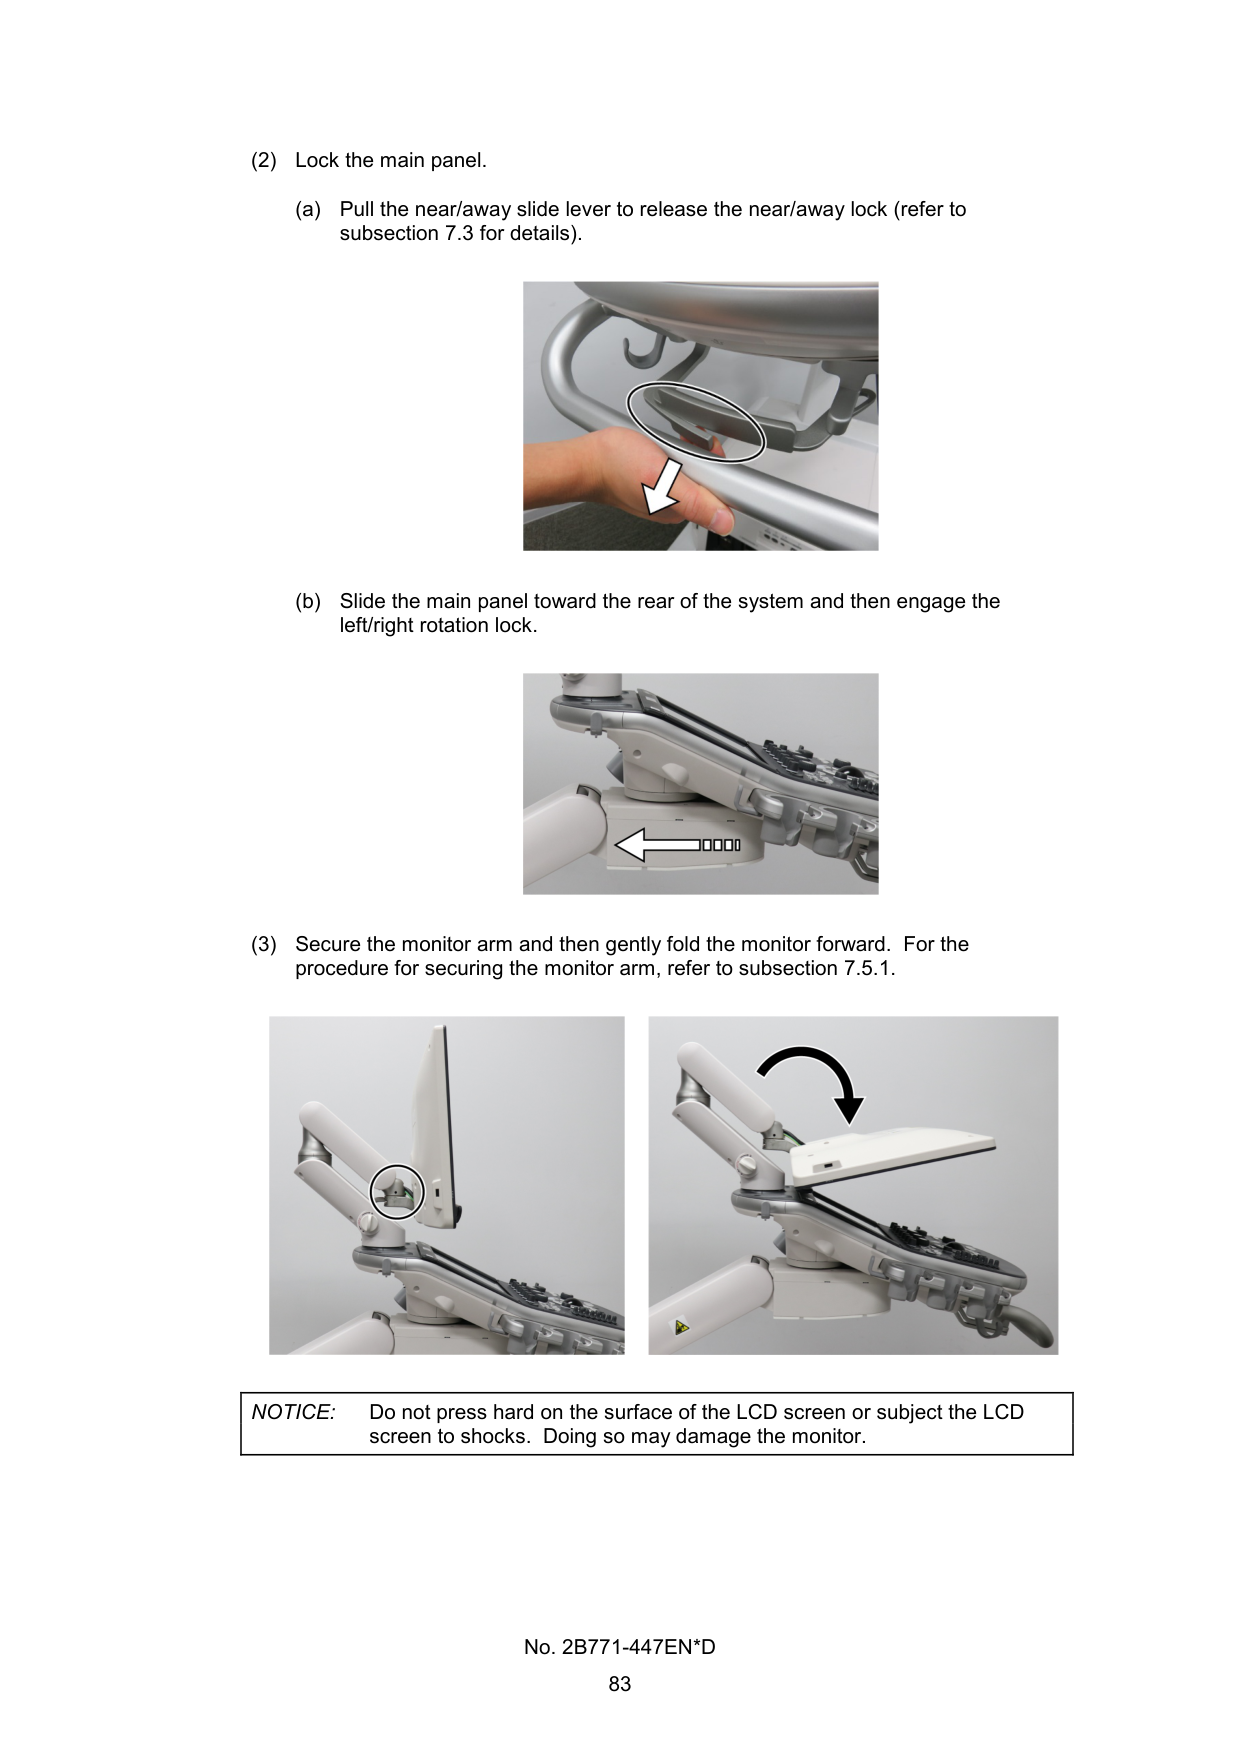 (2) Lock the main panel.
(a) Pull the near/away slide lever to release the near/away lock (refer to
subsection 7.3 for details).
(b) Slide the main panel toward the rear of the system and then engage the
left/right rotation lock.
(3) Secure the monitor arm and then gently fold the monitor forward.  For the
procedure for securing the monitor arm, refer to subsection 7.5.1.
NOTICE: Do not press hard on the surface of the LCD screen or subject the LCD
screen to shocks.  Doing so may damage the monitor.
No. 2B771-447EN*D
83